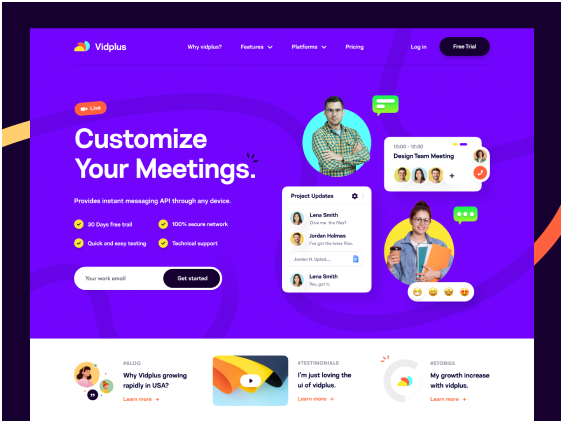 Vidplus
Why vidplus?
Features
Platforms
Pricing
Log in
Free Trial
Live
Customize
Your Meetings.
Provides instant messaging API through any device.
30 Days free trail
100% secure network
Quick and easy testing
Technical support
Your work email
Get started
10:00 - 12:30
Design Team Meeting
+
Project Updates
Lena Smith
Give me the files?
Jordan Holmes
I've got the latex files.
Jorden H. Upled.....
Lena Smith
Yes, got it.
#BLOG
Why Vidplus growing
rapidly in USA?
Learn more +
#TESTIMONIALS
I'm just loving the
ui of vidplus.
Learn more +
#STORIES
My growth increase
with vidplus.
Learn more +